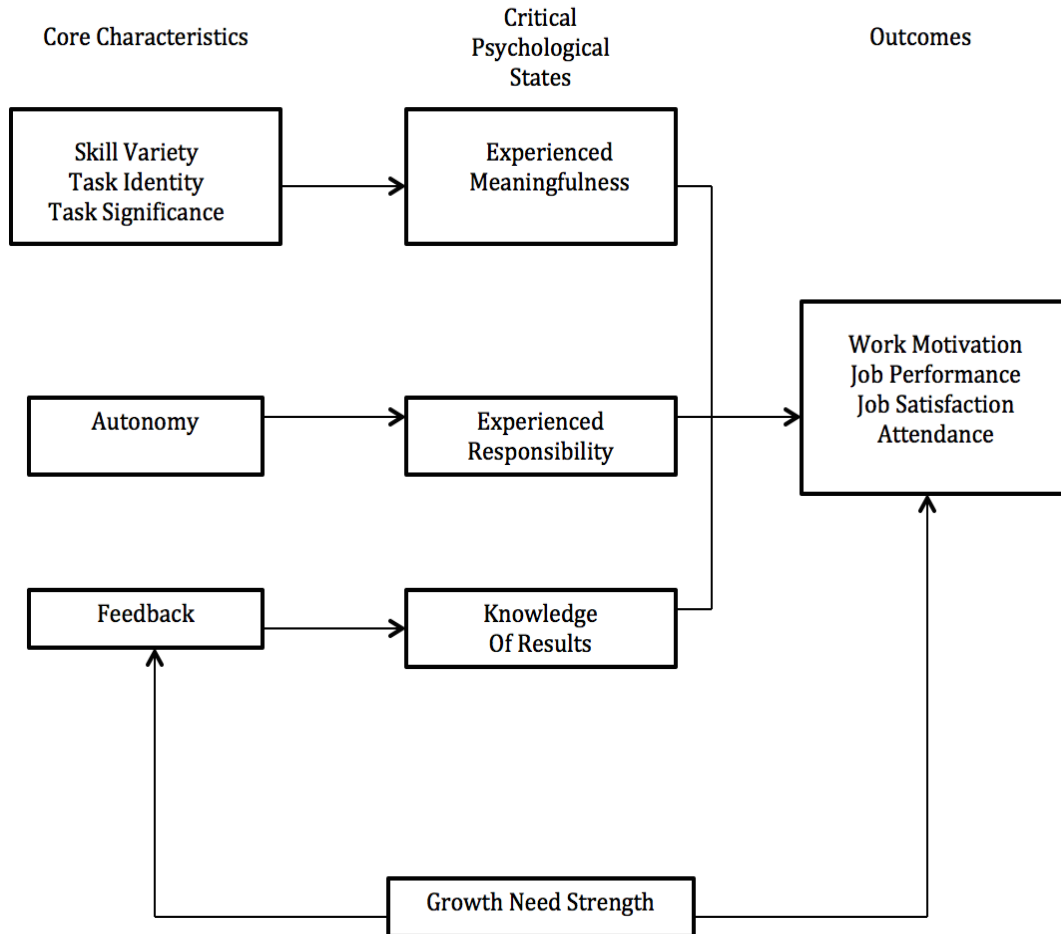 Core Characteristics
Critical
Psychological
States
Outcomes
Skill Variety
Task Identity
Task Significance
Experienced
Meaningfulness
Work Motivation
Job Performance
Job Satisfaction
Attendance
Autonomy
Experienced
Responsibility
Feedback
Knowledge
Of Results
Growth Need Strength